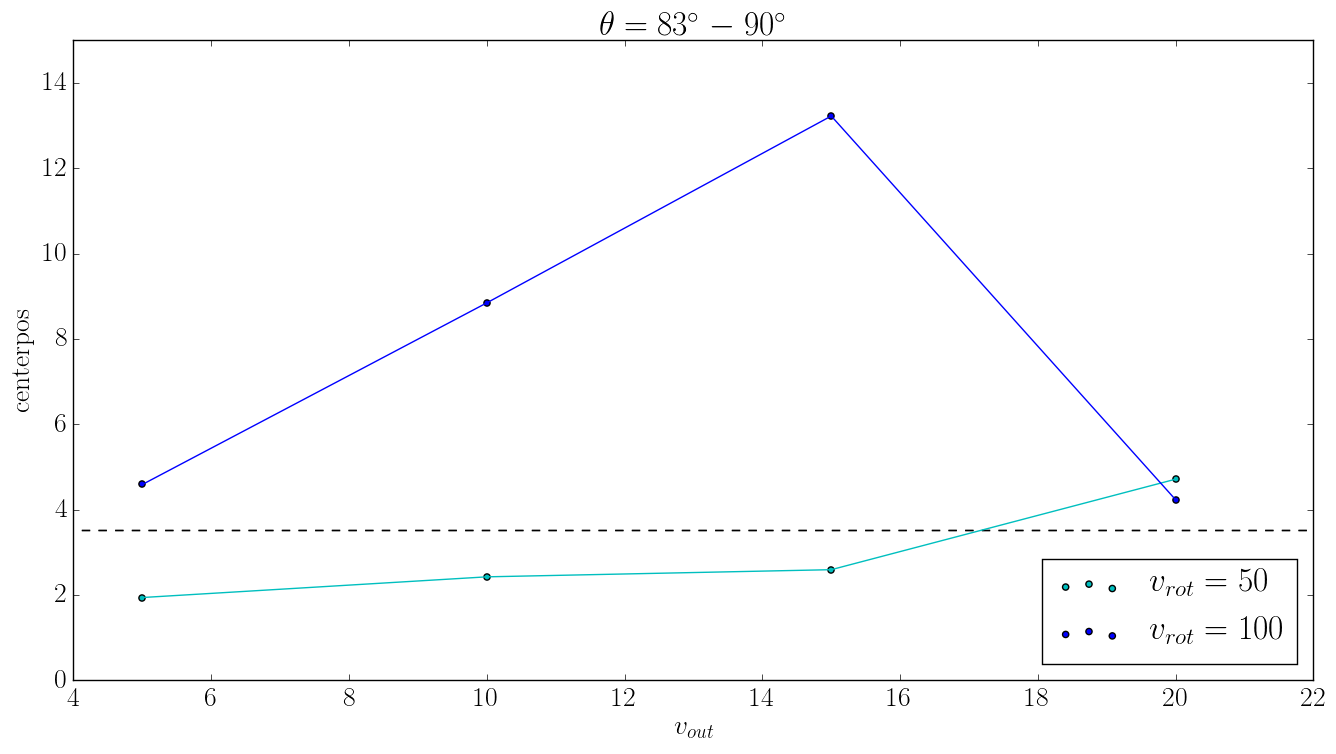 θ = 83° − 90°
14
12
10
8
6
4
2
0
centerpos
4 6 8 10 12 14 16 18 20 22
v_out
v_rot = 50
v_rot = 100